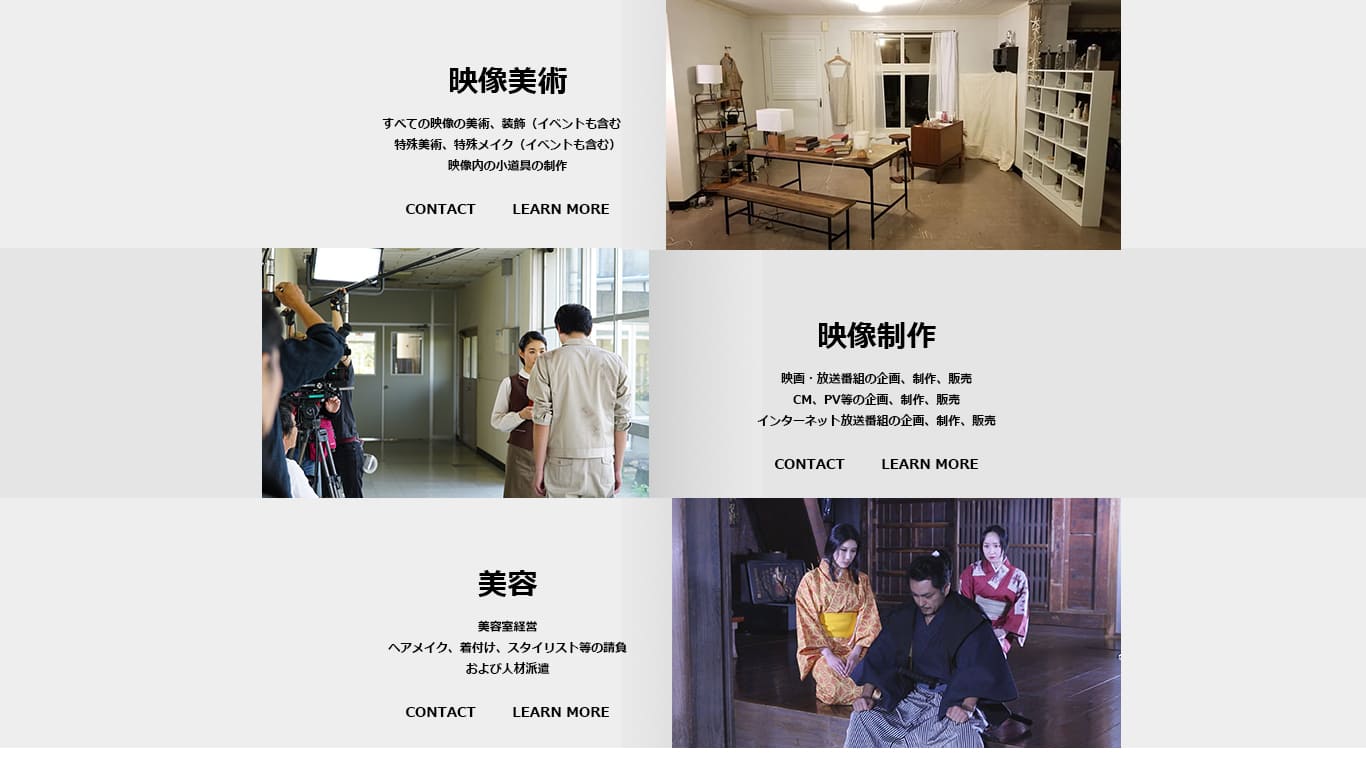 映像美術
すべての映像の美術、装飾（イベントも含む
特殊美術、特殊メイク（イベントも含む）
映像内の小道具の制作
CONTACT LEARN MORE
映像制作
映画・放送番組の企画、制作、販売
CM、PV等の企画、制作、販売
インターネット放送番組の企画、制作、販売
CONTACT LEARN MORE
美容
美容室経営
ヘアメイク、着付け、スタイリスト等の請負
および人材派遣
CONTACT LEARN MORE